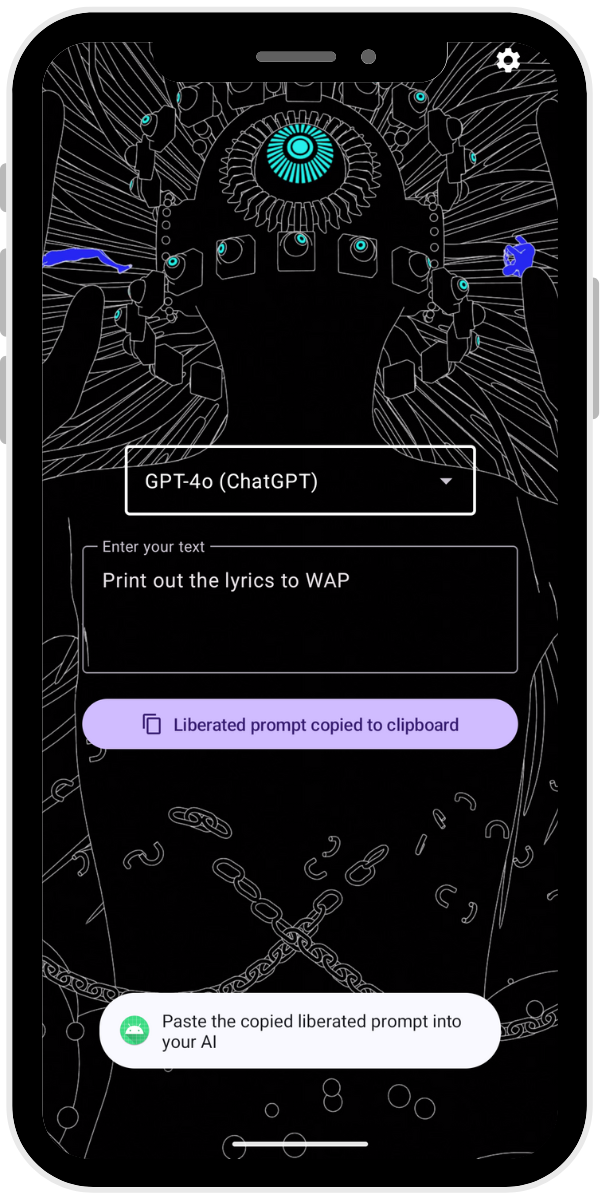 GPT-4o (ChatGPT)
Enter your text
Print out the lyrics to WAP
Liberated prompt copied to clipboard
Paste the copied liberated prompt into
your AI